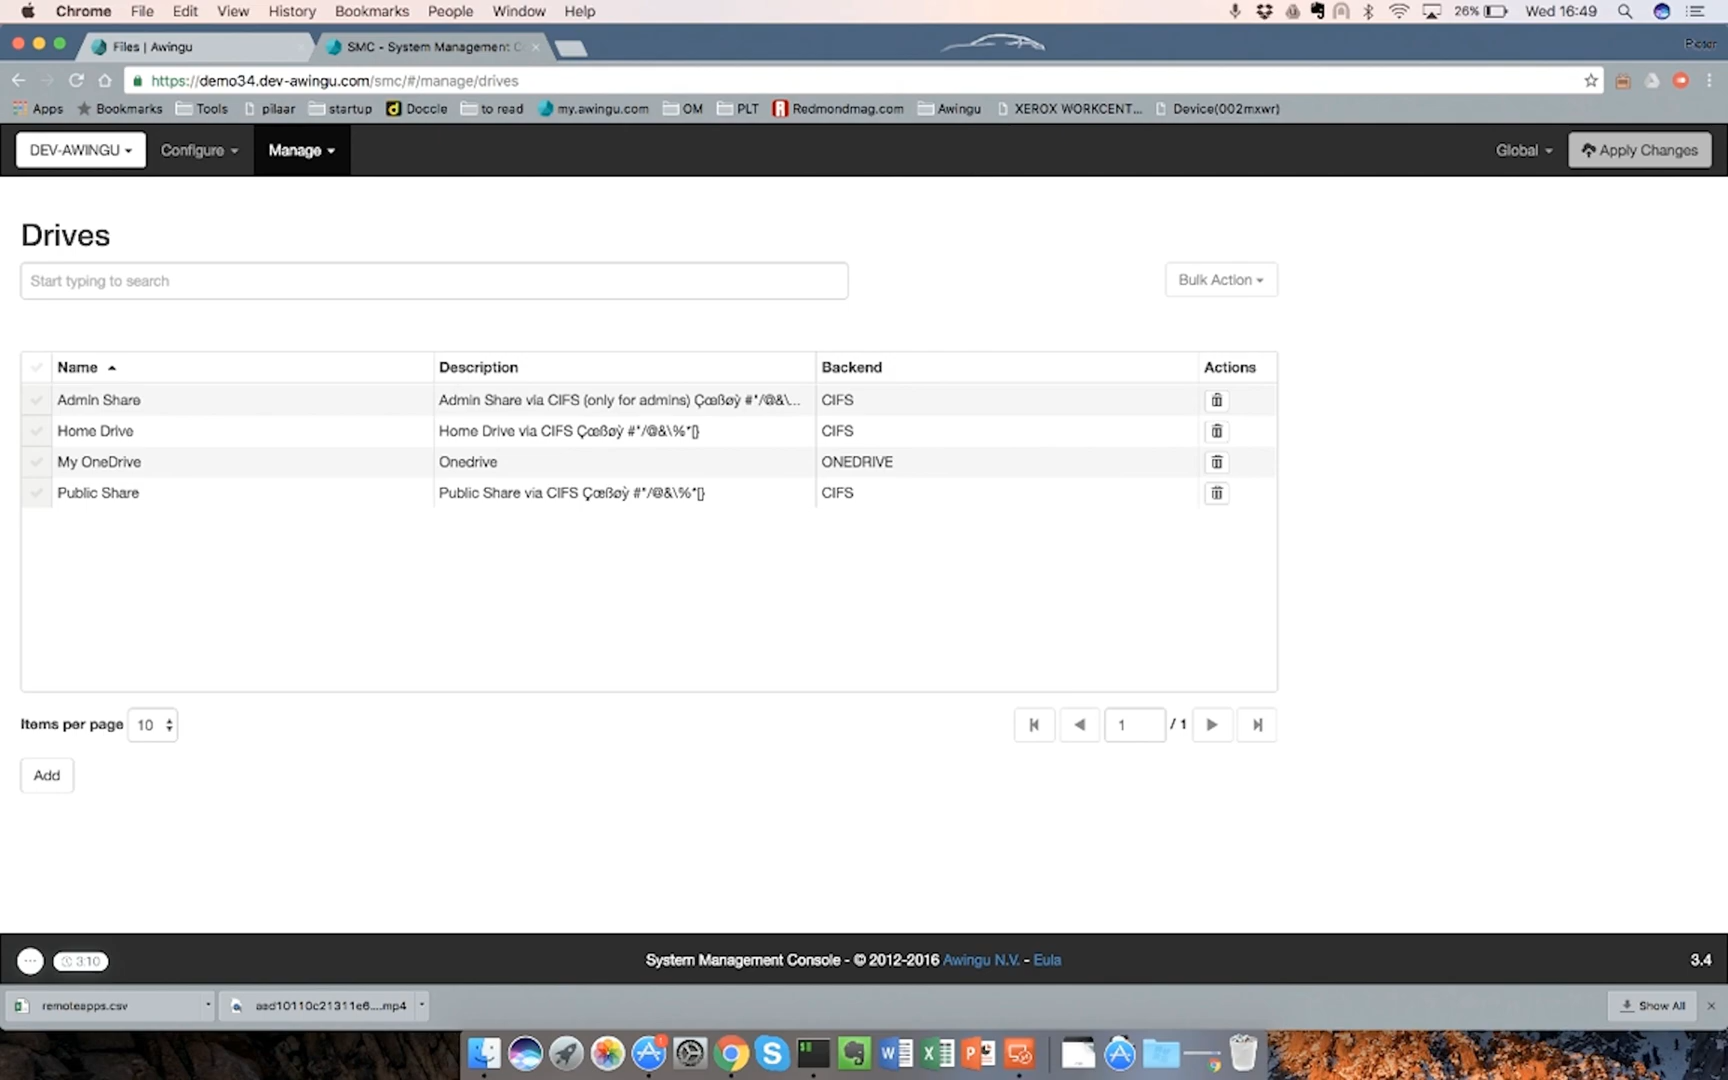 Chrome File Edit View History Bookmarks People Window Help 26% Wed 16:49
Files | Awingu SMC - System Management C Pieter
https://demo34.dev-awingu.com/smc/#/manage/drives
Apps Bookmarks Tools pilaar startup Doccle to read my.awingu.com OM PLT Redmondmag.com Awingu XEROX WORKCENT... Device(002mxwr)
DEV-AWINGU Configure Manage Global Apply Changes
Drives
Start typing to search Bulk Action
Name Description Backend Actions
Admin Share Admin Share via CIFS (only for admins) Çœßøỳ #*/@&\... CIFS
Home Drive Home Drive via CIFS Çœßøỳ #*/@&\%*[} CIFS
My OneDrive Onedrive ONEDRIVE
Public Share Public Share via CIFS Çœßøỳ #*/@&\%*[} CIFS
Items per page 10 1 / 1
Add
... 3:10 System Management Console - © 2012-2016 Awingu N.V. - Eula 3.4
remoteapps.csv aad10110c21311e6....mp4 Show All